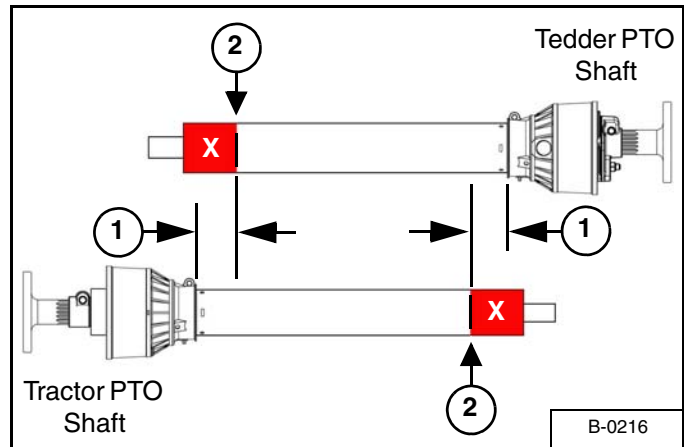 2
Tedder PTO
Shaft
X
1
1
X
Tractor PTO
Shaft
2
B-0216